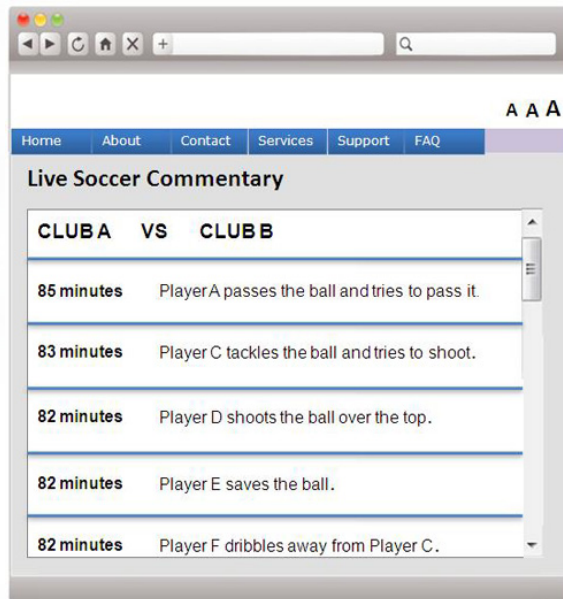 A A A
Home About Contact Services Support FAQ
Live Soccer Commentary
CLUB A VS CLUB B
85 minutes Player A passes the ball and tries to pass it.
83 minutes Player C tackles the ball and tries to shoot.
82 minutes Player D shoots the ball over the top.
82 minutes Player E saves the ball.
82 minutes Player F dribbles away from Player C.